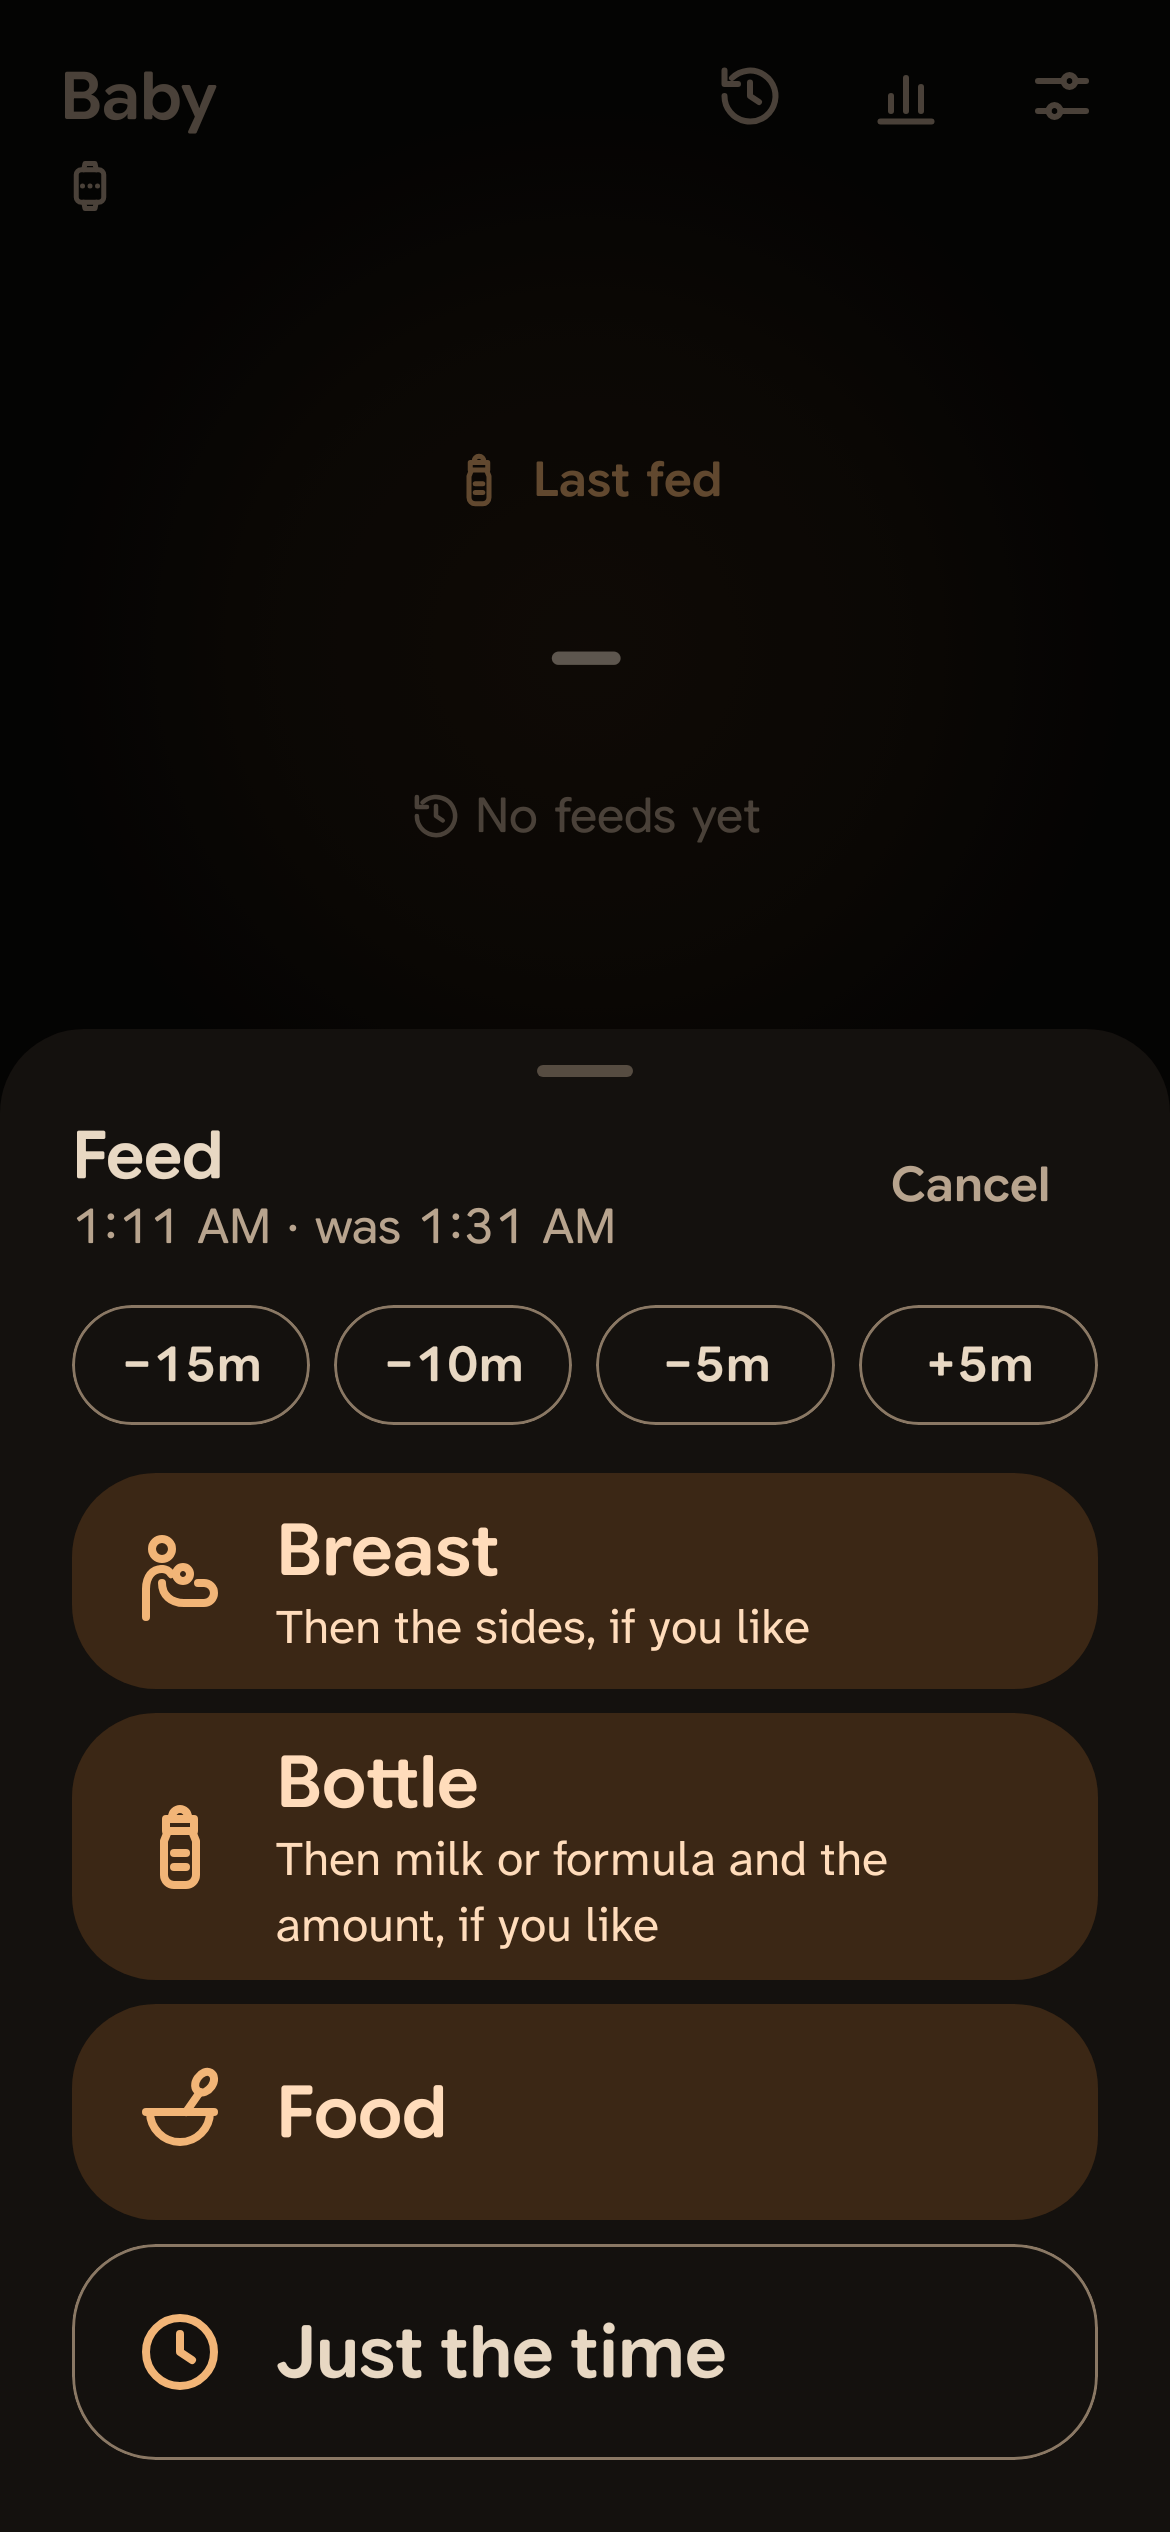 Baby
Last fed
–
No feeds yet
Feed
Cancel
1:11 AM · was 1:31 AM
−15m
−10m
−5m
+5m
Breast
Then the sides, if you like
Bottle
Then milk or formula and the
amount, if you like
Food
Just the time